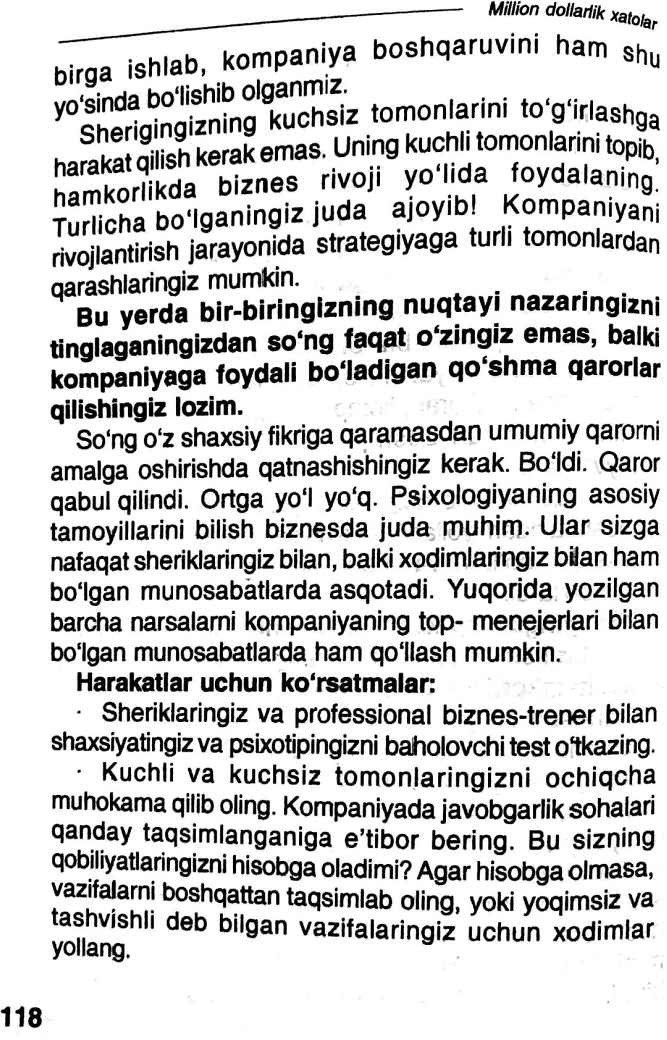 Million dollarlik xatolar
birga ishlab, kompaniya boshqaruvini ham shu
yo‘sinda bo‘lishib olganmiz.
Sherigingizning kuchsiz tomonlarini to‘g‘irlashga
harakat qilish kerak emas. Uning kuchli tomonlarini topib,
hamkorlikda biznes rivoji yo‘lida foydalaning.
Turlicha bo‘lganingiz juda ajoyib! Kompaniyani
rivojlantirish jarayonida strategiyaga turli tomonlardan
qarashlaringiz mumkin.
Bu yerda bir-biringizning nuqtayi nazaringizni
tinglaganingizdan so‘ng faqat o‘zingiz emas, balki
kompaniyaga foydali bo‘ladigan qo‘shma qarorlar
qilishingiz lozim.
So‘ng o‘z shaxsiy fikriga qaramasdan umumiy qarorni
amalga oshirishda qatnashishingiz kerak. Bo‘ldi. Qaror
qabul qilindi. Ortga yo‘l yo‘q. Psixologiyaning asosiy
tamoyillarini bilish biznesda juda muhim. Ular sizga
nafaqat sheriklaringiz bilan, balki xodimlaringiz bilan ham
bo‘lgan munosabatlarda asqotadi. Yuqorida yozilgan
barcha narsalarni kompaniyaning top- menejerlari bilan
bo‘lgan munosabatlarda ham qo‘llash mumkin.
Harakatlar uchun ko‘rsatmalar:
· Sheriklaringiz va professional biznes-trener bilan
shaxsiyatingiz va psixotipingizni baholovchi test o‘tkazing.
· Kuchli va kuchsiz tomonlaringizni ochiqcha
muhokama qilib oling. Kompaniyada javobgarlik sohalari
qanday taqsimlanganiga e’tibor bering. Bu sizning
qobiliyatlaringizni hisobga oladimi? Agar hisobga olmasa,
vazifalarni boshqattan taqsimlab oling, yoki yoqimsiz va
tashvishli deb bilgan vazifalaringiz uchun xodimlar
yollang.
118